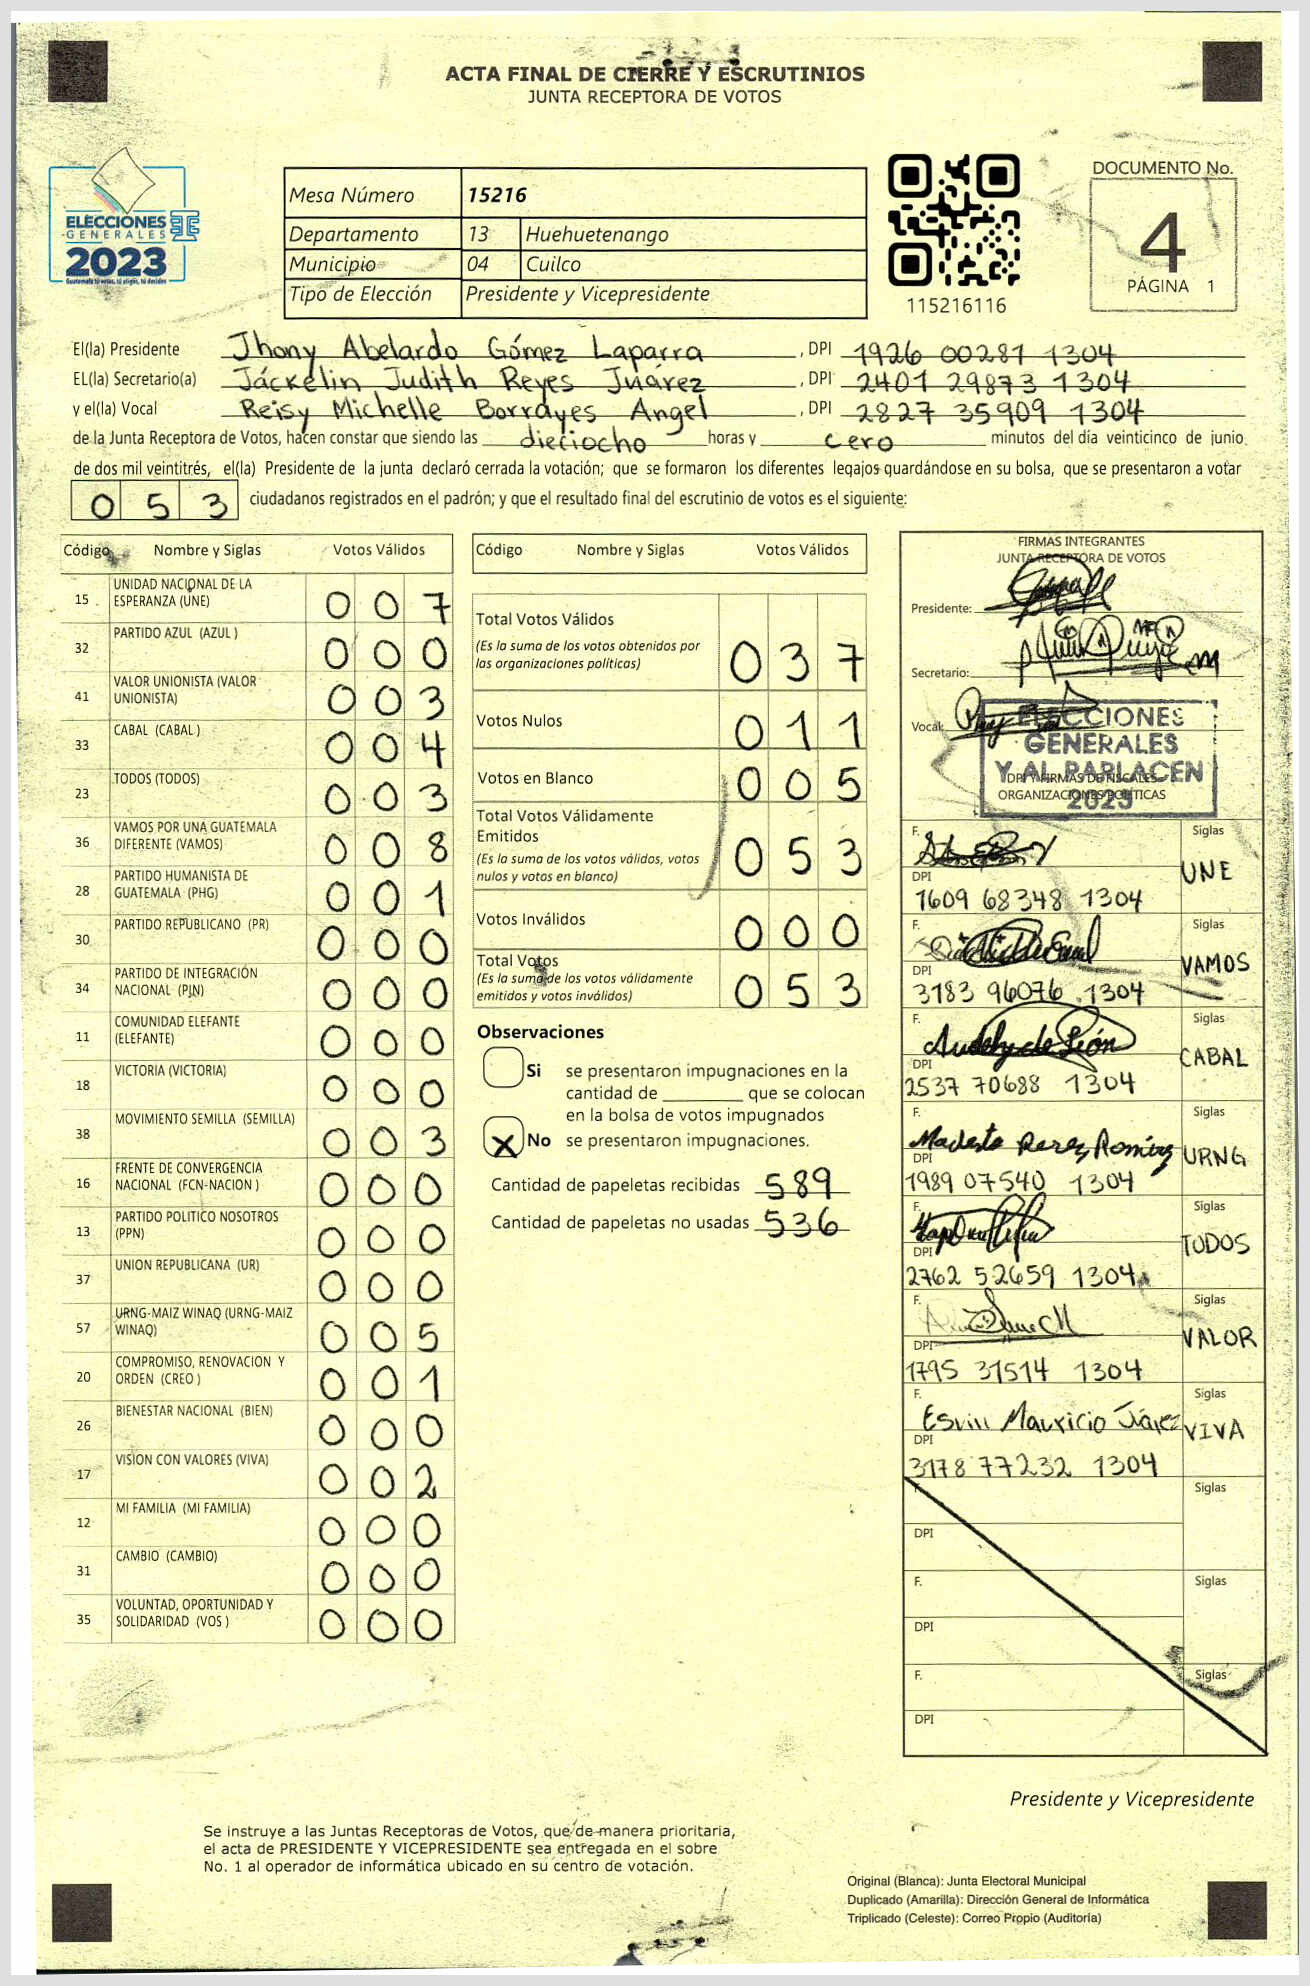 ACTA FINAL DE CIERRE Y ESCRUTINIOS
JUNTA RECEPTORA DE VOTOS
ELECCIONES
GENERALES
2023
Guatemala tú votas, tú eliges, tú decides
Mesa Número 15216
Departamento 13 Huehuetenango
Municipio 04 Cuilco
Tipo de Elección Presidente y Vicepresidente
115216116
DOCUMENTO No.
4
PÁGINA 1
El(la) Presidente Jhony Abelardo Gómez Laparra , DPI 1926 00281 1304
EL(la) Secretario(a) Jáckelin Judith Reyes Juárez , DPI 2401 29873 1304
y el(la) Vocal Reisy Michelle Borrayes Angel , DPI 2827 35909 1304
de la Junta Receptora de Votos, hacen constar que siendo las dieciocho horas y cero minutos del día veinticinco de junio
de dos mil veintitrés, el(la) Presidente de la junta declaró cerrada la votación; que se formaron los diferentes legajos guardándose en su bolsa, que se presentaron a votar
053 ciudadanos registrados en el padrón; y que el resultado final del escrutinio de votos es el siguiente:
Código Nombre y Siglas Votos Válidos
15 UNIDAD NACIONAL DE LA ESPERANZA (UNE) 0 0 7
32 PARTIDO AZUL (AZUL ) 0 0 0
41 VALOR UNIONISTA (VALOR UNIONISTA) 0 0 3
33 CABAL (CABAL ) 0 0 4
23 TODOS (TODOS) 0 0 3
36 VAMOS POR UNA GUATEMALA DIFERENTE (VAMOS) 0 0 8
28 PARTIDO HUMANISTA DE GUATEMALA (PHG) 0 0 1
30 PARTIDO REPUBLICANO (PR) 0 0 0
34 PARTIDO DE INTEGRACIÓN NACIONAL (PIN) 0 0 0
11 COMUNIDAD ELEFANTE (ELEFANTE) 0 0 0
18 VICTORIA (VICTORIA) 0 0 0
38 MOVIMIENTO SEMILLA (SEMILLA) 0 0 3
16 FRENTE DE CONVERGENCIA NACIONAL (FCN-NACION ) 0 0 0
13 PARTIDO POLITICO NOSOTROS (PPN) 0 0 0
37 UNION REPUBLICANA (UR) 0 0 0
57 URNG-MAIZ WINAQ (URNG-MAIZ WINAQ) 0 0 5
20 COMPROMISO, RENOVACION Y ORDEN (CREO ) 0 0 1
26 BIENESTAR NACIONAL (BIEN) 0 0 0
17 VISION CON VALORES (VIVA) 0 0 2
12 MI FAMILIA (MI FAMILIA) 0 0 0
31 CAMBIO (CAMBIO) 0 0 0
35 VOLUNTAD, OPORTUNIDAD Y SOLIDARIDAD (VOS ) 0 0 0
Código Nombre y Siglas Votos Válidos
Total Votos Válidos
(Es la suma de los votos obtenidos por
las organizaciones políticas) 0 3 7
Votos Nulos 0 1 1
Votos en Blanco 0 0 5
Total Votos Válidamente
Emitidos
(Es la suma de los votos válidos, votos
nulos y votos en blanco) 0 5 3
Votos Inválidos 0 0 0
Total Votos
(Es la suma de los votos válidamente
emitidos y votos inválidos) 0 5 3
Observaciones
Si se presentaron impugnaciones en la
cantidad de ________ que se colocan
en la bolsa de votos impugnados
X No se presentaron impugnaciones.
Cantidad de papeletas recibidas 589
Cantidad de papeletas no usadas 536
FIRMAS INTEGRANTES
JUNTA RECEPTORA DE VOTOS
Presidente:
Secretario:
Vocal:
ELECCIONES
GENERALES
Y AL PARLACEN
2023
DPI Y FIRMAS DE FISCALES
ORGANIZACIONES POLÍTICAS
F. Siglas
UNE
DPI
1609 68348 1304
F. Siglas
VAMOS
DPI
3183 96076 1304
F. Siglas
Audely de León
CABAL
DPI
2537 70688 1304
F. Siglas
Modesto Perez Romírez
URNG
DPI
1989 07540 1304
F. Siglas
TODOS
DPI
2762 52659 1304
F. Siglas
VALOR
DPI
1795 31514 1304
F. Siglas
Esvin Mauricio Juárez
VIVA
DPI
3178 77232 1304
F. Siglas
DPI
F. Siglas
DPI
F. Siglas
DPI
Presidente y Vicepresidente
Se instruye a las Juntas Receptoras de Votos, que de manera prioritaria,
el acta de PRESIDENTE Y VICEPRESIDENTE sea entregada en el sobre
No. 1 al operador de informática ubicado en su centro de votación.
Original (Blanca): Junta Electoral Municipal
Duplicado (Amarilla): Dirección General de Informática
Triplicado (Celeste): Correo Propio (Auditoría)